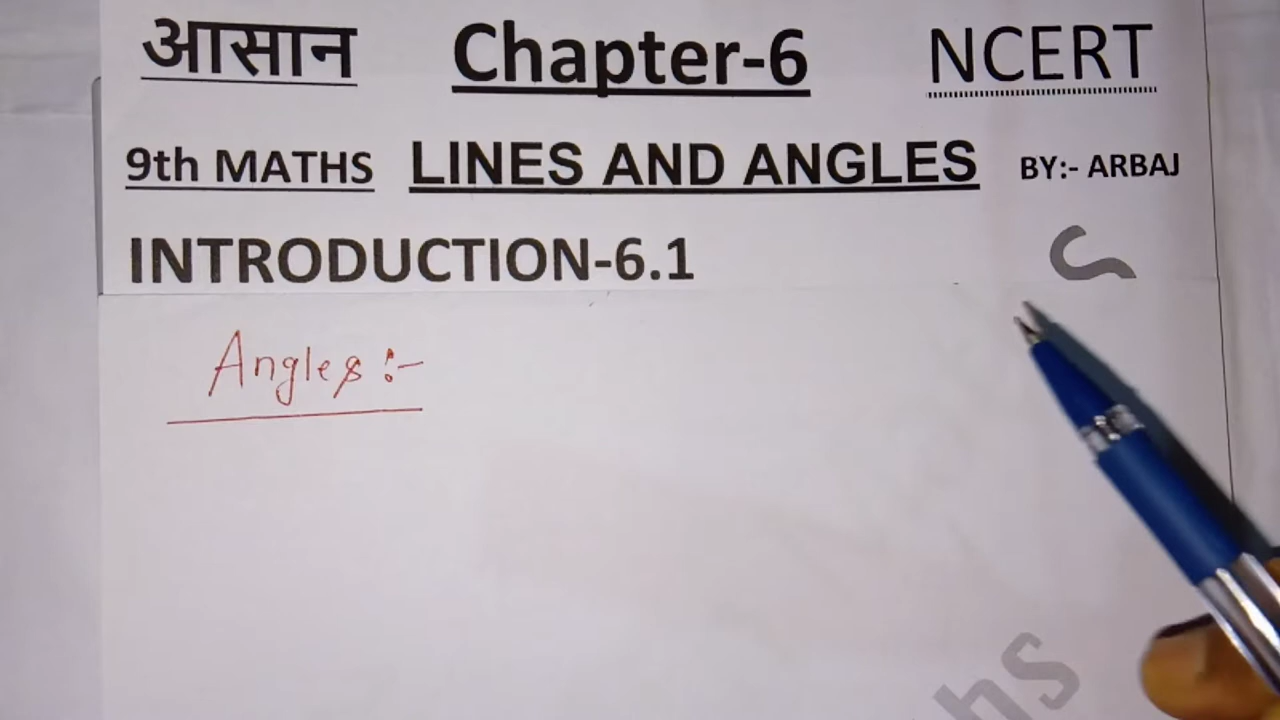 आसान Chapter-6 NCERT
9th MATHS LINES AND ANGLES BY:- ARBAJ
INTRODUCTION-6.1
Angles :-